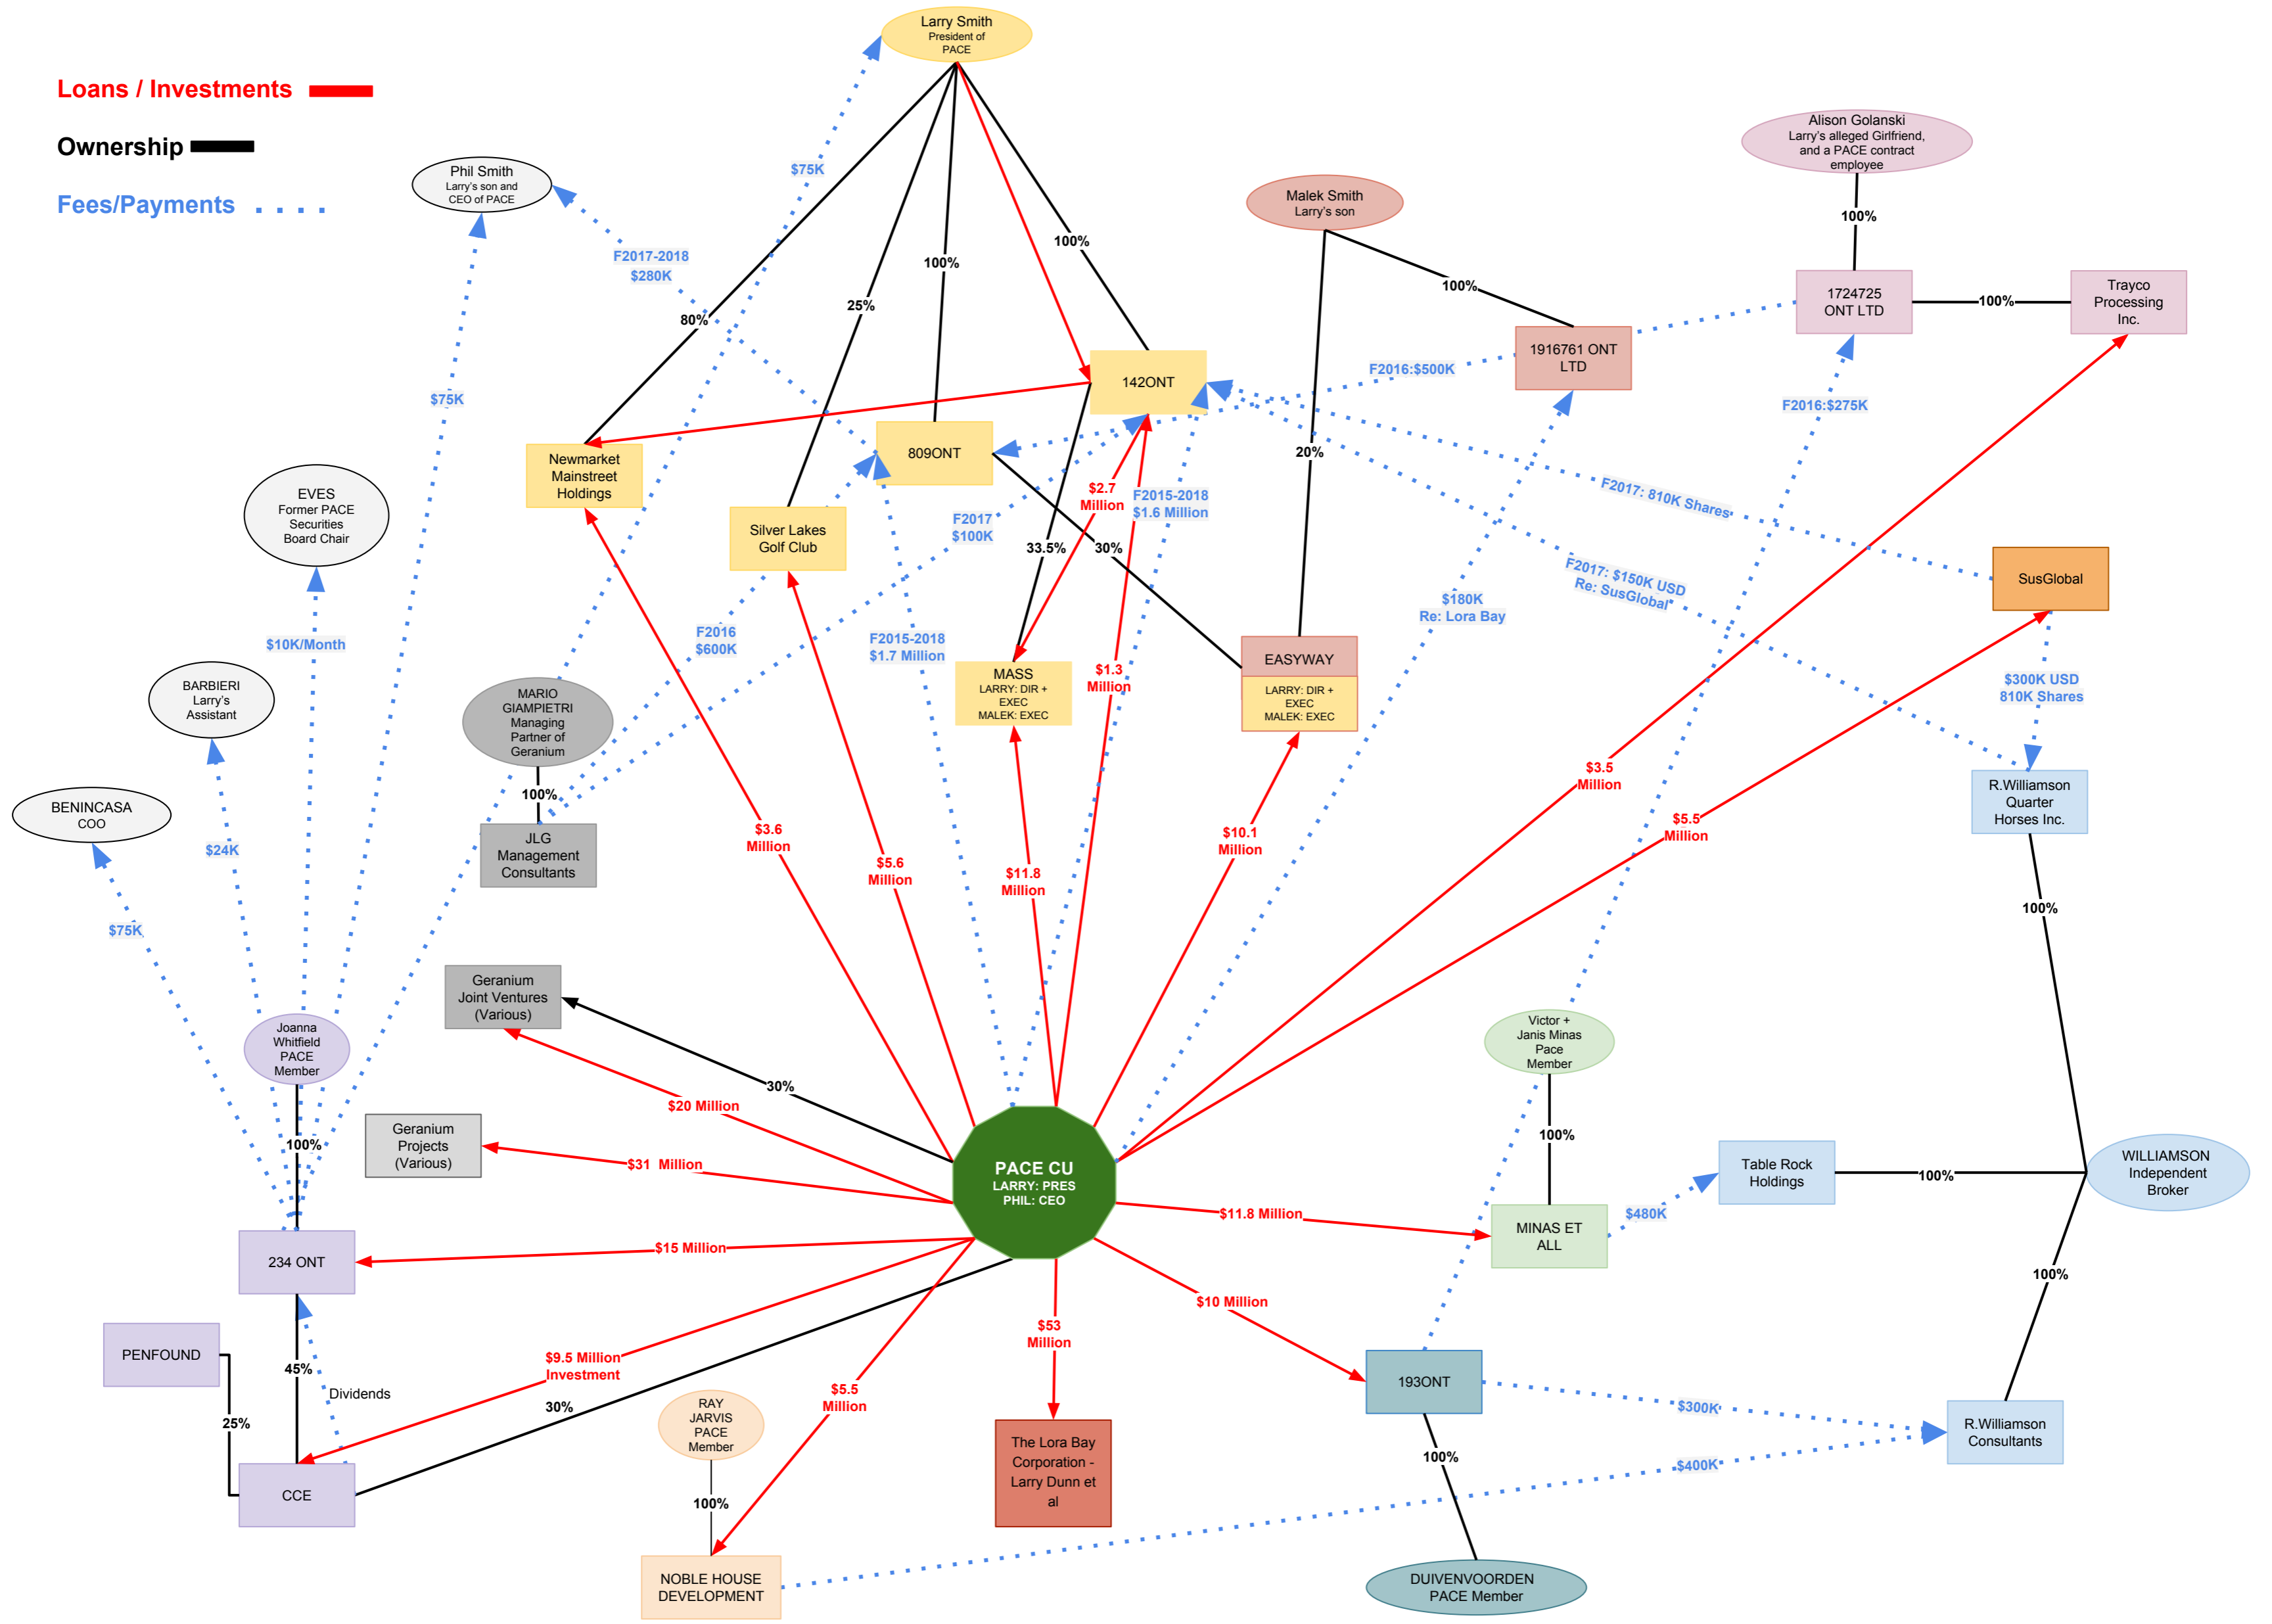 Larry Smith
President of
PACE
Loans / Investments
Ownership
Fees/Payments
Alison Golanski
Larry's alleged Girlfriend,
and a PACE contract
employee
Phil Smith
Larry's son and
CEO of PACE
$75K
Malek Smith
Larry's son
100%
F2017-2018
$280K
100%
100%
100%
25%
80%
1724725
ONT LTD
100%
Trayco
Processing
Inc.
1916761 ONT
LTD
F2016:$500K
142ONT
$75K
F2016:$275K
20%
809ONT
Newmarket
Mainstreet
Holdings
EVES
Former PACE
Securities
Board Chair
$2.7
Million
F2015-2018
$1.6 Million
F2017: 810K Shares
Silver Lakes
Golf Club
F2017
$100K
33.5%
30%
F2017: $150K USD
Re: SusGlobal
SusGlobal
$180K
Re: Lora Bay
$10K/Month
F2016
$600K
F2015-2018
$1.7 Million
EASYWAY
LARRY: DIR +
EXEC
MALEK: EXEC
MASS
LARRY: DIR +
EXEC
MALEK: EXEC
$1.3
Million
$300K USD
810K Shares
BARBIERI
Larry's
Assistant
MARIO
GIAMPIETRI
Managing
Partner of
Geranium
100%
$3.5
Million
R.Williamson
Quarter
Horses Inc.
BENINCASA
COO
$5.5
Million
$24K
JLG
Management
Consultants
$3.6
Million
$5.6
Million
$11.8
Million
$10.1
Million
100%
$75K
Geranium
Joint Ventures
(Various)
Joanna
Whitfield
PACE
Member
Victor +
Janis Minas
Pace
Member
30%
$20 Million
100%
Geranium
Projects
(Various)
$31 Million
PACE CU
LARRY: PRES
PHIL: CEO
100%
Table Rock
Holdings
100%
WILLIAMSON
Independent
Broker
$11.8 Million
MINAS ET
ALL
$480K
234 ONT
$15 Million
100%
$10 Million
PENFOUND
45%
$9.5 Million
Investment
$53
Million
193ONT
Dividends
$5.5
Million
25%
30%
RAY
JARVIS
PACE
Member
$300K
The Lora Bay
Corporation -
Larry Dunn et
al
R.Williamson
Consultants
100%
$400K
CCE
100%
NOBLE HOUSE
DEVELOPMENT
DUIVENVOORDEN
PACE Member